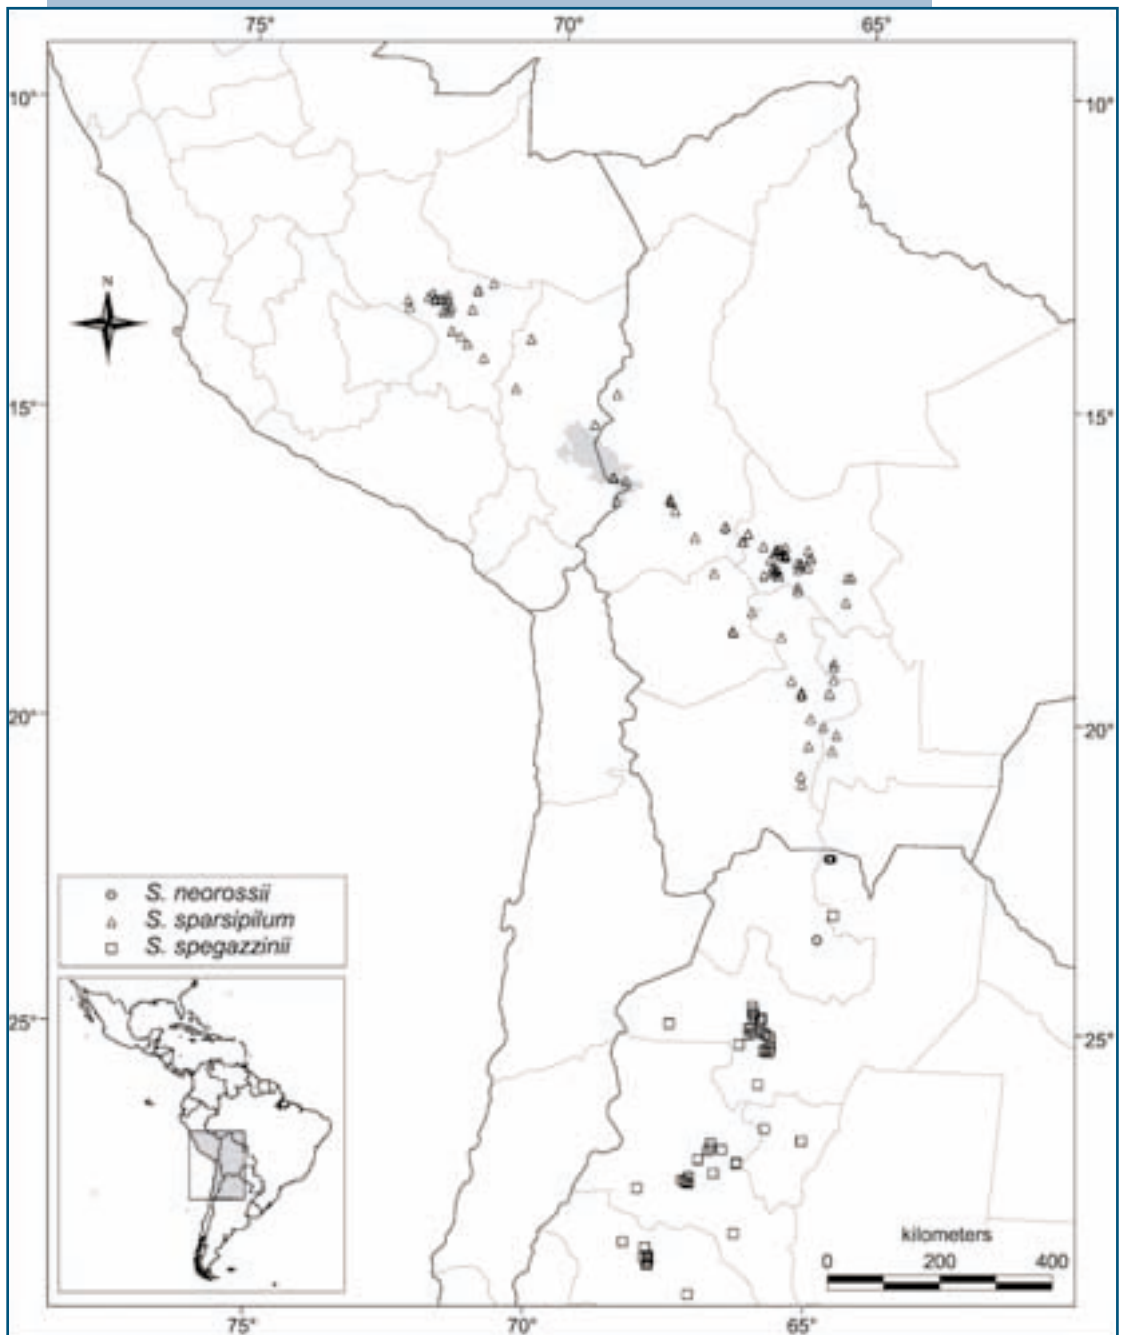 75° 70° 65°
10° 10°
N
15° 15°
20° 20°
S. neorossii
S. sparsipilum
S. spegazzinii
25° 25°
kilometers
0 200 400
75° 70° 65°